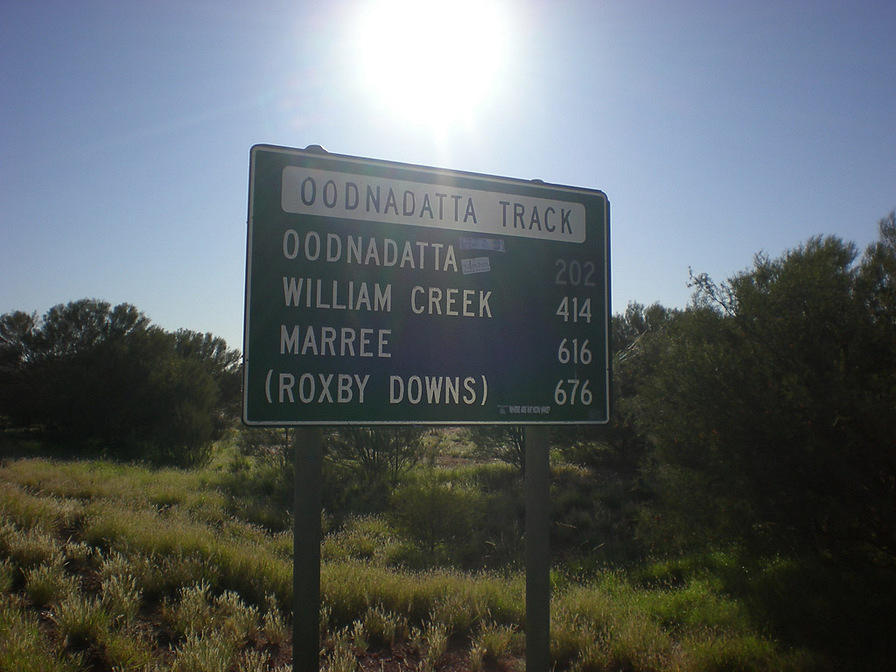 OODNADATTA TRACK
OODNADATTA 202
WILLIAM CREEK 414
MARREE 616
(ROXBY DOWNS) 676